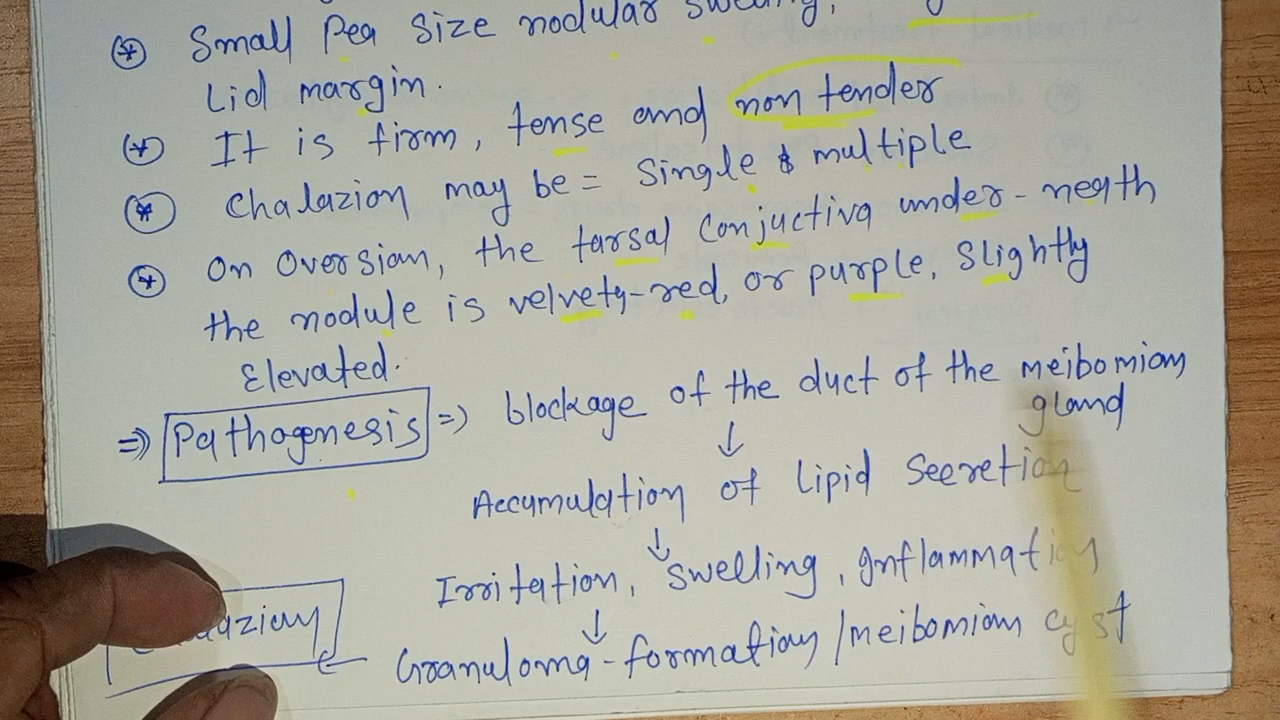 ⊛ Small Pea Size nodular
Lid margin.
⊛ It is firm, tense and non tender
⊛ Chalazion may be = Single & multiple
⊛ On Oversion, the tarsal Conjuctiva under-neath
the nodule is velvety-red, or purple, Slightly
Elevated.
⇒ Pathogenesis ⇒ blockage of the duct of the meibomian
gland
↓
Accumulation of lipid Secretion
↓
Irritation, Swelling, Inflammation
↓
Granuloma-formation/meibomian cyst